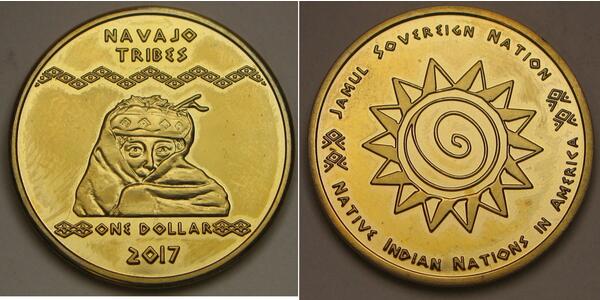 NAVAJO
TRIBES
ONE DOLLAR
2017
JAMUL SOVEREIGN NATION
NATIVE INDIAN NATIONS IN AMERICA